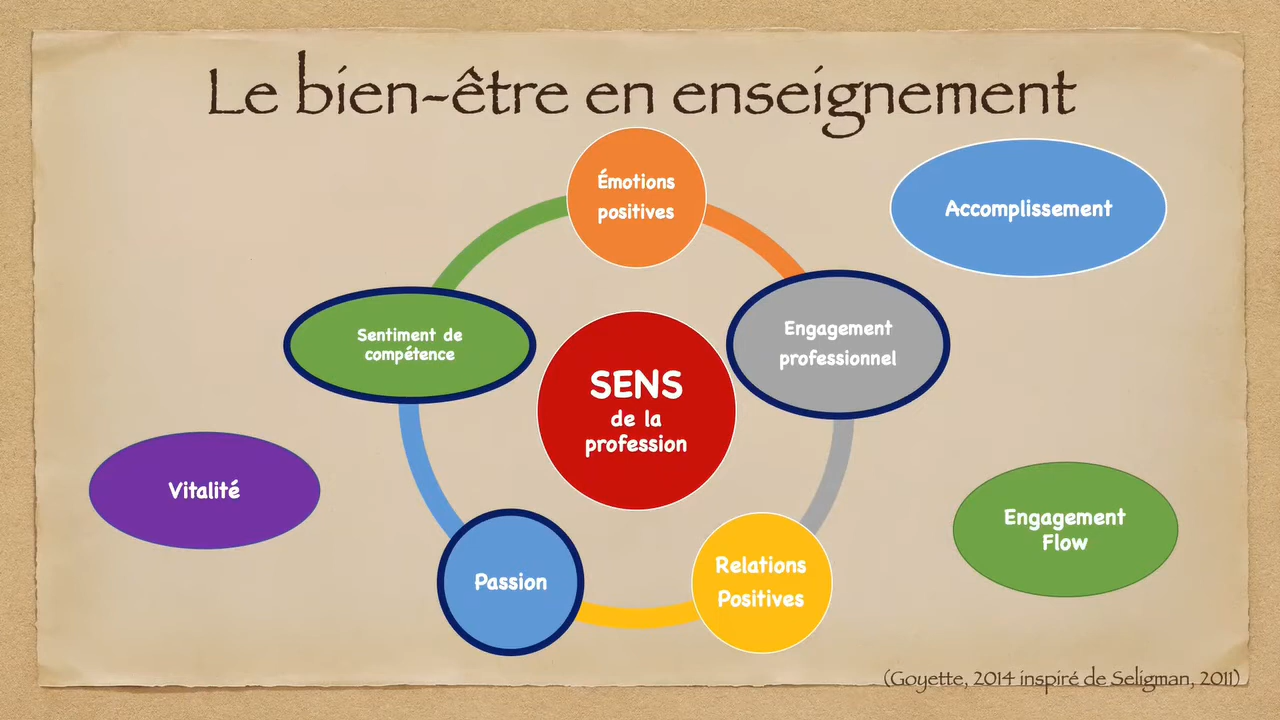 Le bien-être en enseignement
Émotions
positives
Accomplissement
Sentiment de
compétence
Engagement
professionnel
SENS
de la
profession
Vitalité
Engagement
Flow
Passion
Relations
Positives
(Goyette, 2014 inspiré de Seligman, 2011)